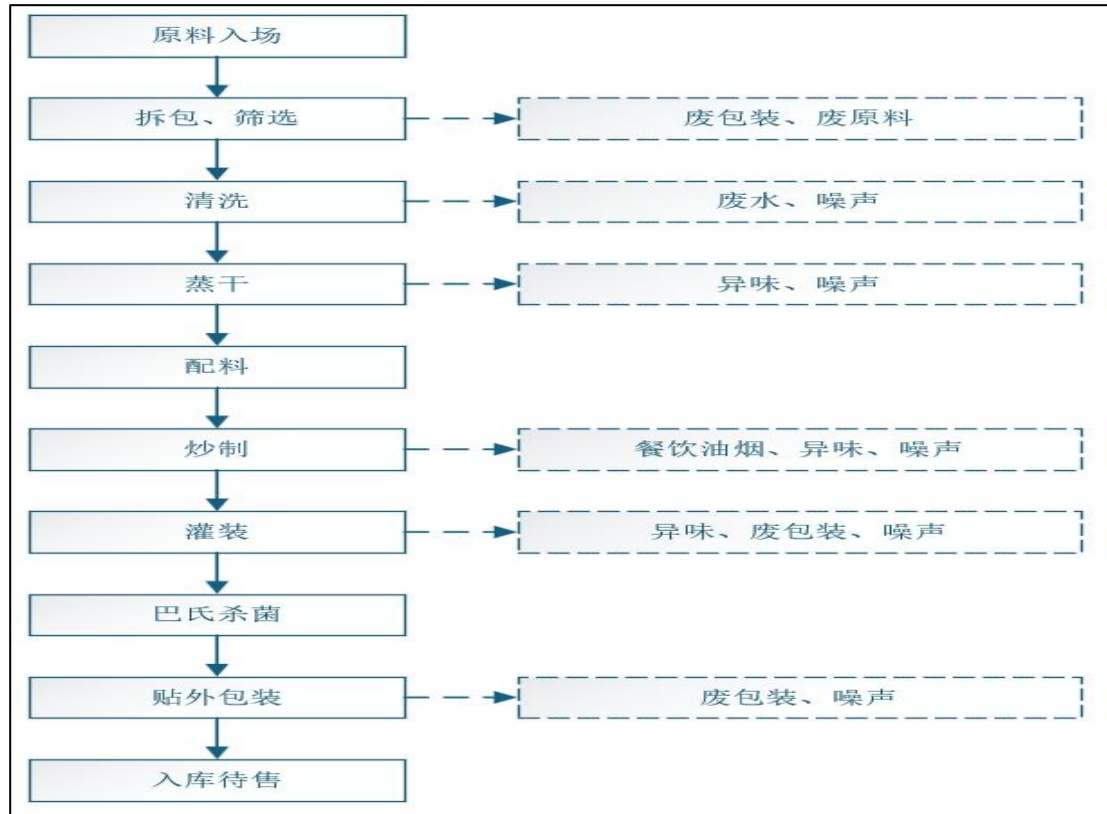 原料入场
拆包、筛选
废包装、废原料
清洗
废水、噪声
蒸干
异味、噪声
配料
炒制
餐饮油烟、异味、噪声
灌装
异味、废包装、噪声
巴氏杀菌
贴外包装
废包装、噪声
入库待售